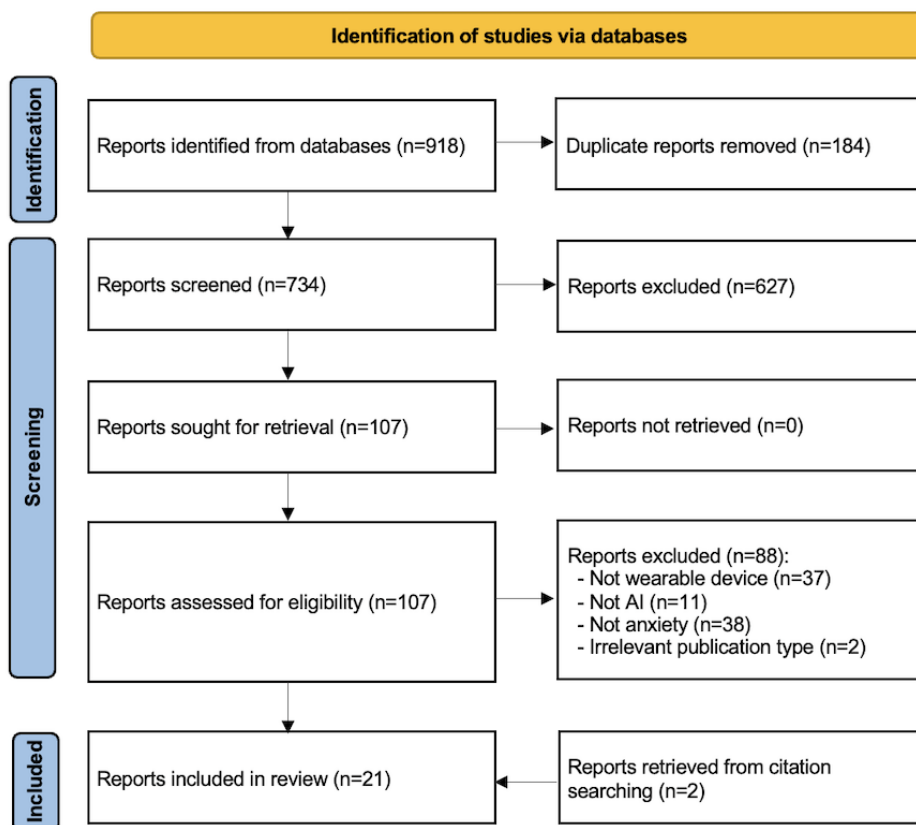 Identification of studies via databases
Identification
Reports identified from databases (n=918)
Duplicate reports removed (n=184)
Screening
Reports screened (n=734)
Reports excluded (n=627)
Reports sought for retrieval (n=107)
Reports not retrieved (n=0)
Reports assessed for eligibility (n=107)
Reports excluded (n=88):
- Not wearable device (n=37)
- Not AI (n=11)
- Not anxiety (n=38)
- Irrelevant publication type (n=2)
Included
Reports included in review (n=21)
Reports retrieved from citation
searching (n=2)